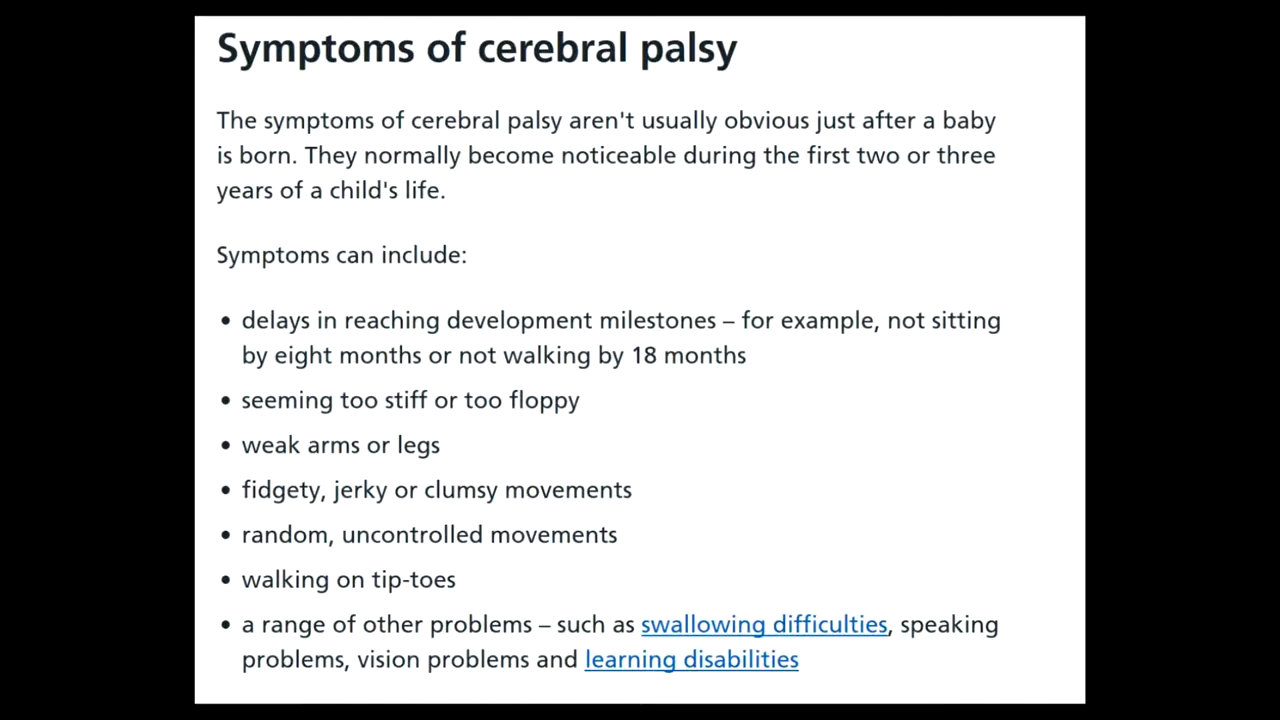 Symptoms of cerebral palsy
The symptoms of cerebral palsy aren't usually obvious just after a baby
is born. They normally become noticeable during the first two or three
years of a child's life.
Symptoms can include:
• delays in reaching development milestones – for example, not sitting
by eight months or not walking by 18 months
• seeming too stiff or too floppy
• weak arms or legs
• fidgety, jerky or clumsy movements
• random, uncontrolled movements
• walking on tip-toes
• a range of other problems – such as swallowing difficulties, speaking
problems, vision problems and learning disabilities